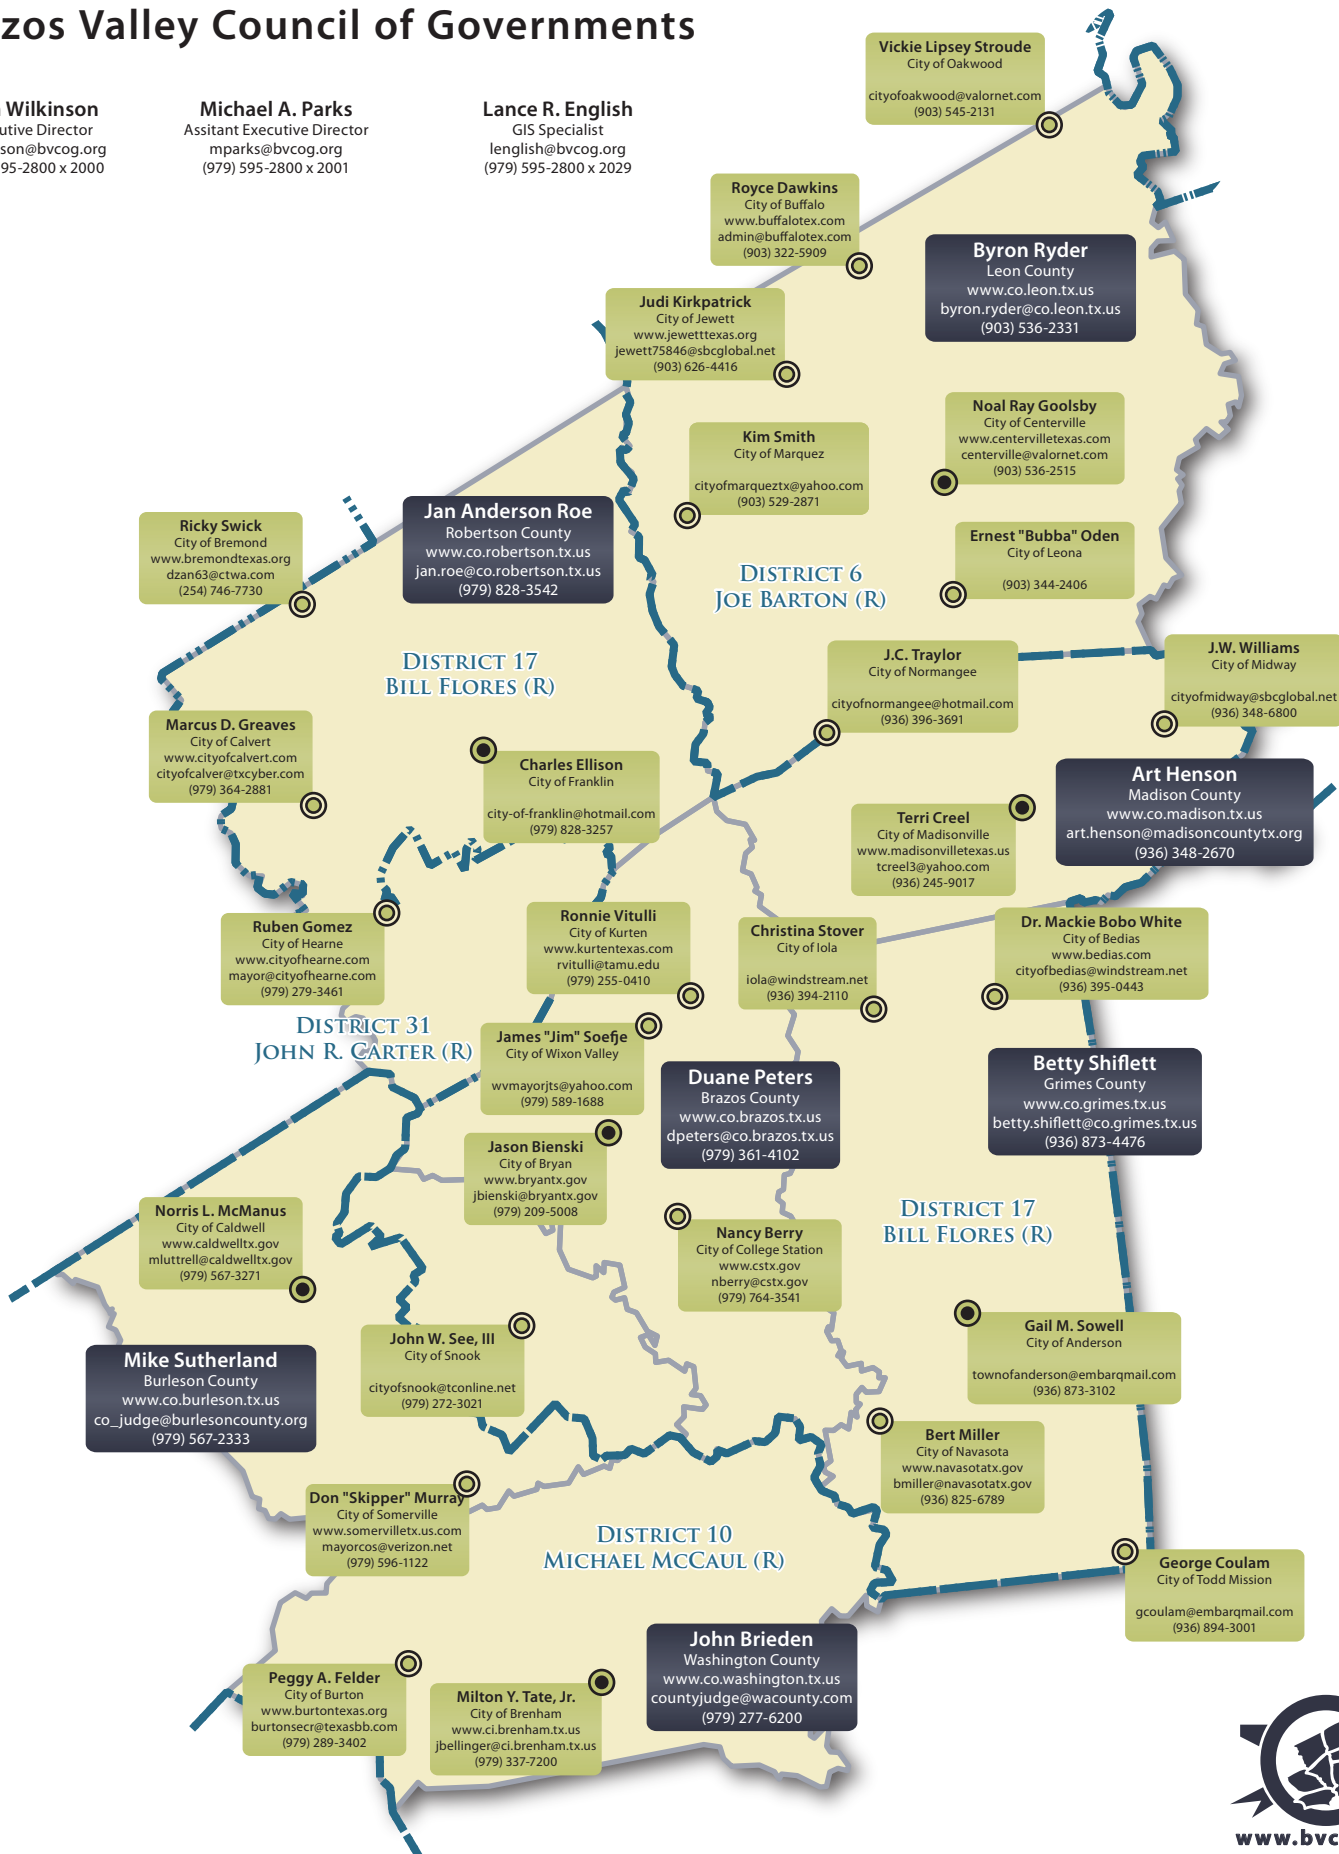 zos Valley Council of Governments
Wilkinson
utive Director
son@bvcog.org
95-2800 x 2000
Michael A. Parks
Assitant Executive Director
mparks@bvcog.org
(979) 595-2800 x 2001
Lance R. English
GIS Specialist
lenglish@bvcog.org
(979) 595-2800 x 2029
Vickie Lipsey Stroude
City of Oakwood
cityofoakwood@valornet.com
(903) 545-2131
Royce Dawkins
City of Buffalo
www.buffalotex.com
admin@buffalotex.com
(903) 322-5909
Byron Ryder
Leon County
www.co.leon.tx.us
byron.ryder@co.leon.tx.us
(903) 536-2331
Judi Kirkpatrick
City of Jewett
www.jewetttexas.org
jewett75846@sbcglobal.net
(903) 626-4416
Noal Ray Goolsby
City of Centerville
www.centervilletexas.com
centerville@valornet.com
(903) 536-2515
Kim Smith
City of Marquez
cityofmarqueztx@yahoo.com
(903) 529-2871
Jan Anderson Roe
Robertson County
www.co.robertson.tx.us
jan.roe@co.robertson.tx.us
(979) 828-3542
Ricky Swick
City of Bremond
www.bremondtexas.org
dzan63@ctwa.com
(254) 746-7730
Ernest "Bubba" Oden
City of Leona
(903) 344-2406
District 6
Joe Barton (R)
District 17
Bill Flores (R)
J.C. Traylor
City of Normangee
cityofnormangee@hotmail.com
(936) 396-3691
J.W. Williams
City of Midway
cityofmidway@sbcglobal.net
(936) 348-6800
Marcus D. Greaves
City of Calvert
www.cityofcalvert.com
cityofcalver@txcyber.com
(979) 364-2881
Charles Ellison
City of Franklin
city-of-franklin@hotmail.com
(979) 828-3257
Art Henson
Madison County
www.co.madison.tx.us
art.henson@madisoncountytx.org
(936) 348-2670
Terri Creel
City of Madisonville
www.madisonvilletexas.us
tcreel3@yahoo.com
(936) 245-9017
Ruben Gomez
City of Hearne
www.cityofhearne.com
mayor@cityofhearne.com
(979) 279-3461
Ronnie Vitulli
City of Kurten
www.kurtentexas.com
rvitulli@tamu.edu
(979) 255-0410
Christina Stover
City of Iola
iola@windstream.net
(936) 394-2110
Dr. Mackie Bobo White
City of Bedias
www.bedias.com
cityofbedias@windstream.net
(936) 395-0443
District 31
John R. Carter (R)
James "Jim" Soefje
City of Wixon Valley
wvmayorjts@yahoo.com
(979) 589-1688
Duane Peters
Brazos County
www.co.brazos.tx.us
dpeters@co.brazos.tx.us
(979) 361-4102
Betty Shiflett
Grimes County
www.co.grimes.tx.us
betty.shiflett@co.grimes.tx.us
(936) 873-4476
Jason Bienski
City of Bryan
www.bryantx.gov
jbienski@bryantx.gov
(979) 209-5008
Norris L. McManus
City of Caldwell
www.caldwelltx.gov
mluttrell@caldwelltx.gov
(979) 567-3271
Nancy Berry
City of College Station
www.cstx.gov
nberry@cstx.gov
(979) 764-3541
District 17
Bill Flores (R)
Gail M. Sowell
City of Anderson
townofanderson@embarqmail.com
(936) 873-3102
John W. See, III
City of Snook
cityofsnook@tconline.net
(979) 272-3021
Mike Sutherland
Burleson County
www.co.burleson.tx.us
co_judge@burlesoncounty.org
(979) 567-2333
Bert Miller
City of Navasota
www.navasotatx.gov
bmiller@navasotatx.gov
(936) 825-6789
Don "Skipper" Murray
City of Somerville
www.somervilletx.us.com
mayorcos@verizon.net
(979) 596-1122
District 10
Michael McCaul (R)
George Coulam
City of Todd Mission
gcoulam@embarqmail.com
(936) 894-3001
John Brieden
Washington County
www.co.washington.tx.us
countyjudge@wacounty.com
(979) 277-6200
Peggy A. Felder
City of Burton
www.burtontexas.org
burtonsecr@texasbb.com
(979) 289-3402
Milton Y. Tate, Jr.
City of Brenham
www.ci.brenham.tx.us
jbellinger@ci.brenham.tx.us
(979) 337-7200
www.bvc